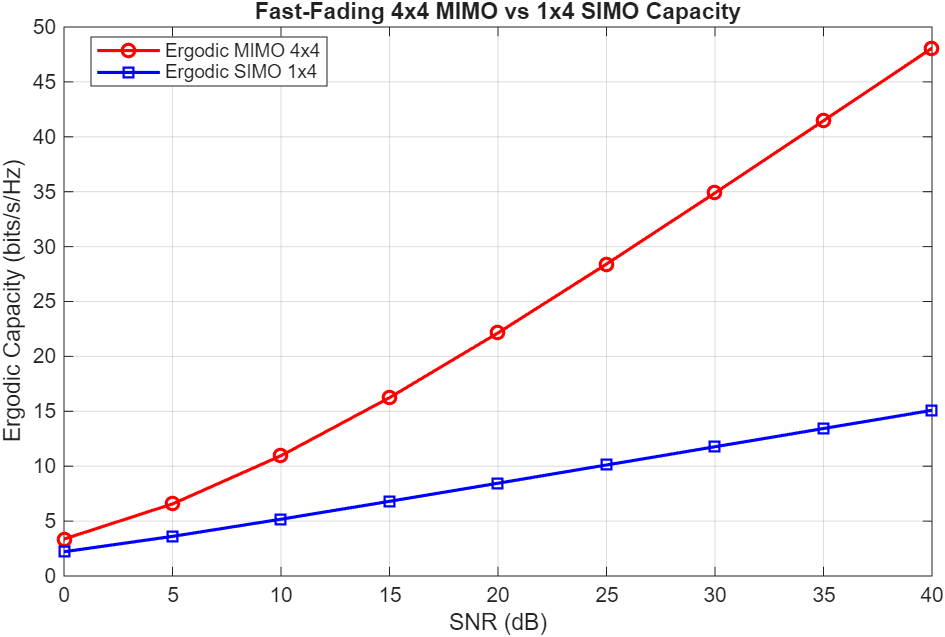 Fast-Fading 4x4 MIMO vs 1x4 SIMO Capacity
Ergodic MIMO 4x4
Ergodic SIMO 1x4
Ergodic Capacity (bits/s/Hz)
50
45
40
35
30
25
20
15
10
5
0
0 5 10 15 20 25 30 35 40
SNR (dB)